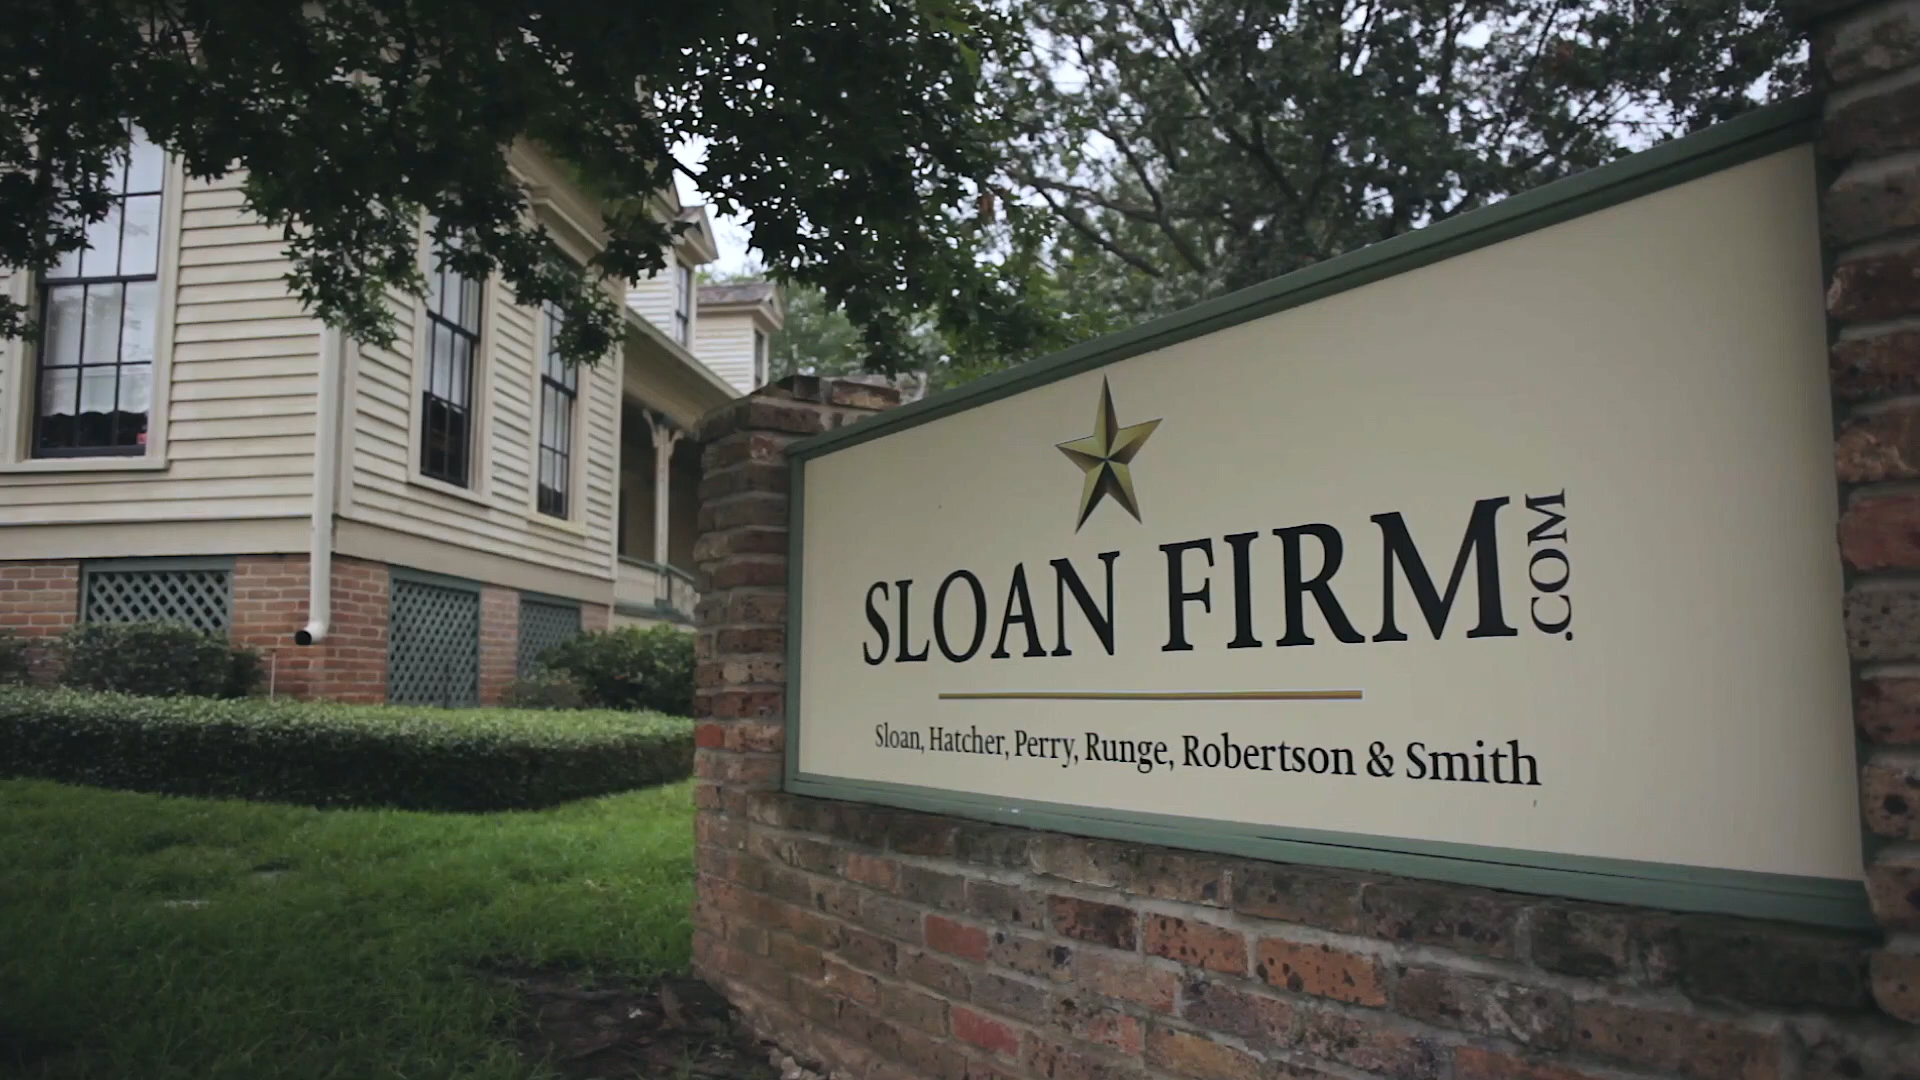 SLOAN FIRM.COM
Sloan, Hatcher, Perry, Runge, Robertson & Smith